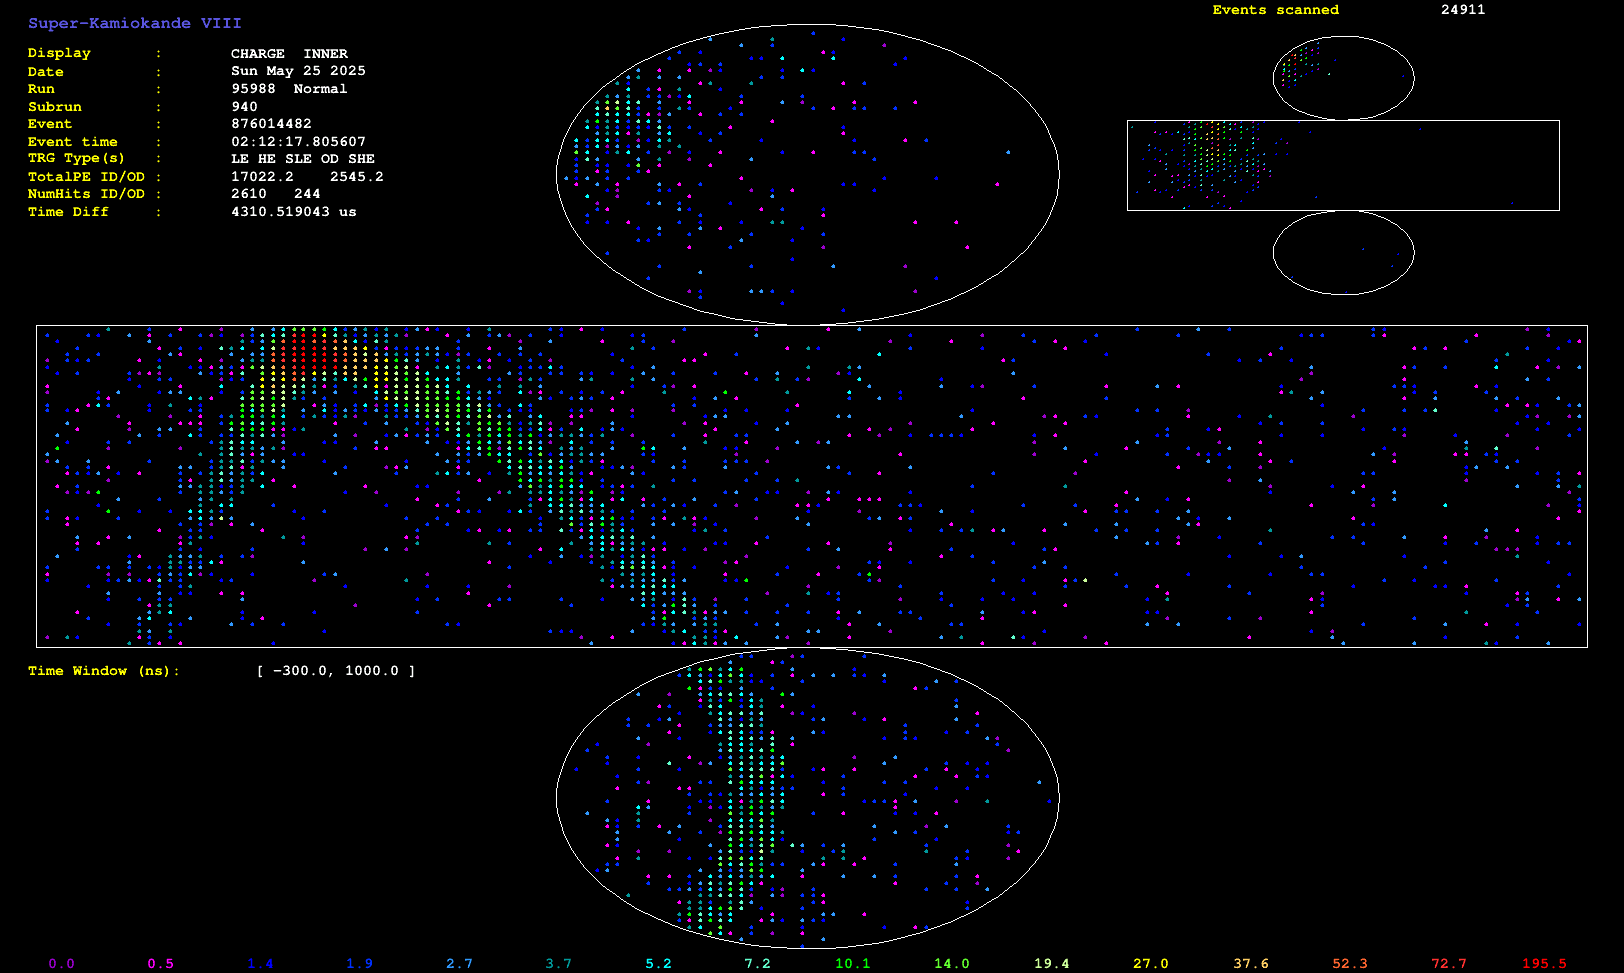 Super-Kamiokande VIII
Events scanned 24911
Display : CHARGE INNER
Date : Sun May 25 2025
Run : 95988 Normal
Subrun : 940
Event : 876014482
Event time : 02:12:17.805607
TRG Type(s) : LE HE SLE OD SHE
TotalPE ID/OD : 17022.2 2545.2
NumHits ID/OD : 2610 244
Time Diff : 4310.519043 us
Time Window (ns): [ -300.0, 1000.0 ]
0.0 0.5 1.4 1.9 2.7 3.7 5.2 7.2 10.1 14.0 19.4 27.0 37.6 52.3 72.7 195.5